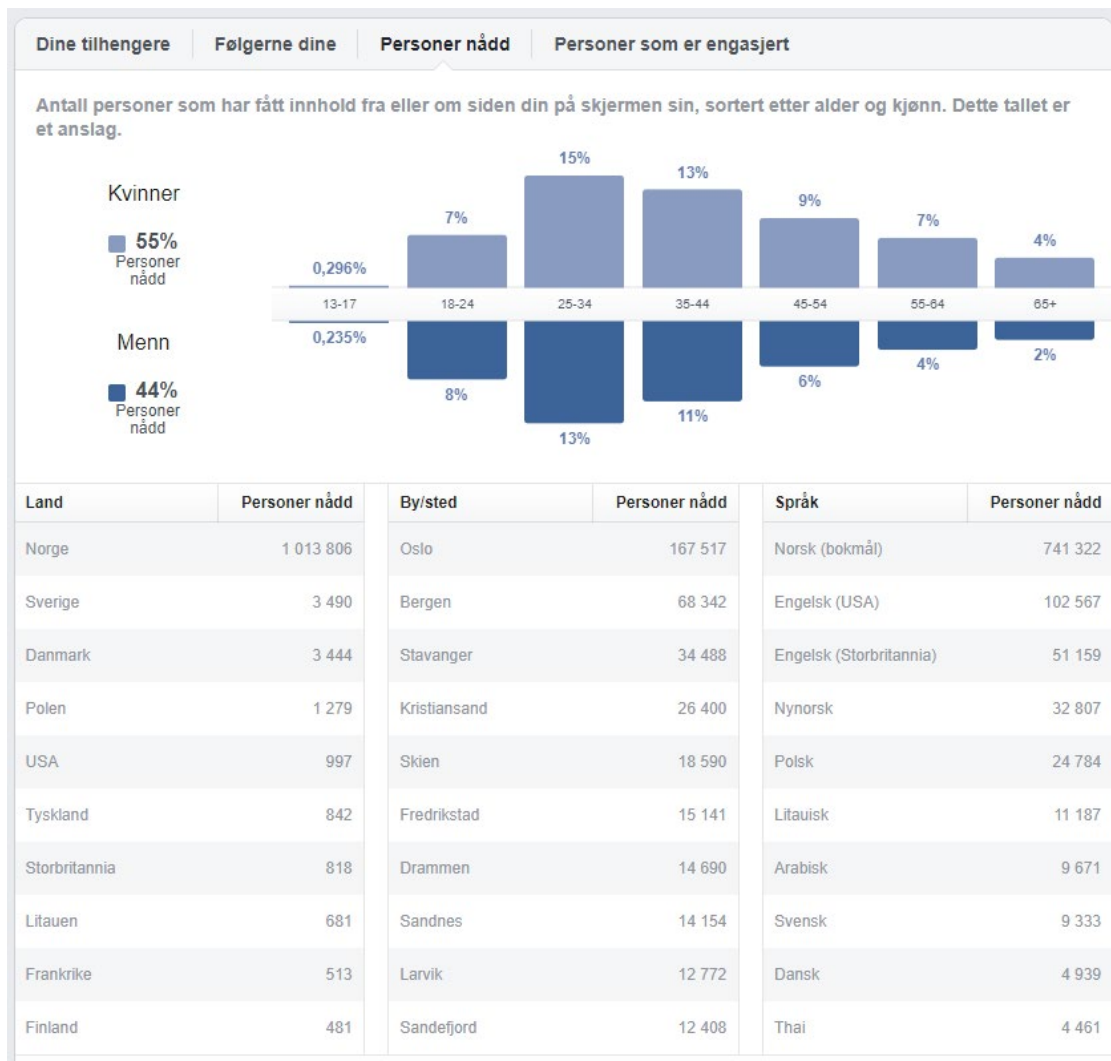 Dine tilhengere Følgerne dine Personer nådd Personer som er engasjert
Antall personer som har fått innhold fra eller om siden din på skjermen sin, sortert etter alder og kjønn. Dette tallet er
et anslag.
Kvinner
55%
Personer
nådd
0,296% 7% 15% 13% 9% 7% 4%
13-17 18-24 25-34 35-44 45-54 55-64 65+
0,235% 8% 13% 11% 6% 4% 2%
Menn
44%
Personer
nådd
Land Personer nådd By/sted Personer nådd Språk Personer nådd
Norge 1 013 806 Oslo 167 517 Norsk (bokmål) 741 322
Sverige 3 490 Bergen 68 342 Engelsk (USA) 102 567
Danmark 3 444 Stavanger 34 488 Engelsk (Storbritannia) 51 159
Polen 1 279 Kristiansand 26 400 Nynorsk 32 807
USA 997 Skien 18 590 Polsk 24 784
Tyskland 842 Fredrikstad 15 141 Litauisk 11 187
Storbritannia 818 Drammen 14 690 Arabisk 9 671
Litauen 681 Sandnes 14 154 Svensk 9 333
Frankrike 513 Larvik 12 772 Dansk 4 939
Finland 481 Sandefjord 12 408 Thai 4 461